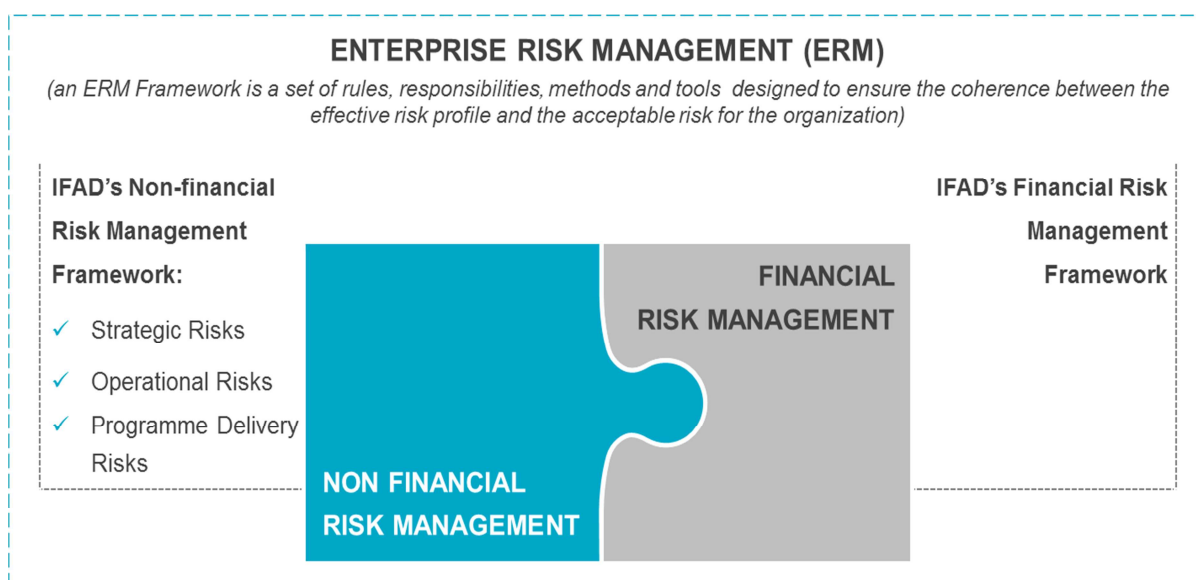 ENTERPRISE RISK MANAGEMENT (ERM)
(an ERM Framework is a set of rules, responsibilities, methods and tools designed to ensure the coherence between the
effective risk profile and the acceptable risk for the organization)
IFAD's Non-financial
Risk Management
Framework:
✓ Strategic Risks
✓ Operational Risks
✓ Programme Delivery
Risks
NON FINANCIAL
RISK MANAGEMENT
FINANCIAL
RISK MANAGEMENT
IFAD's Financial Risk
Management
Framework